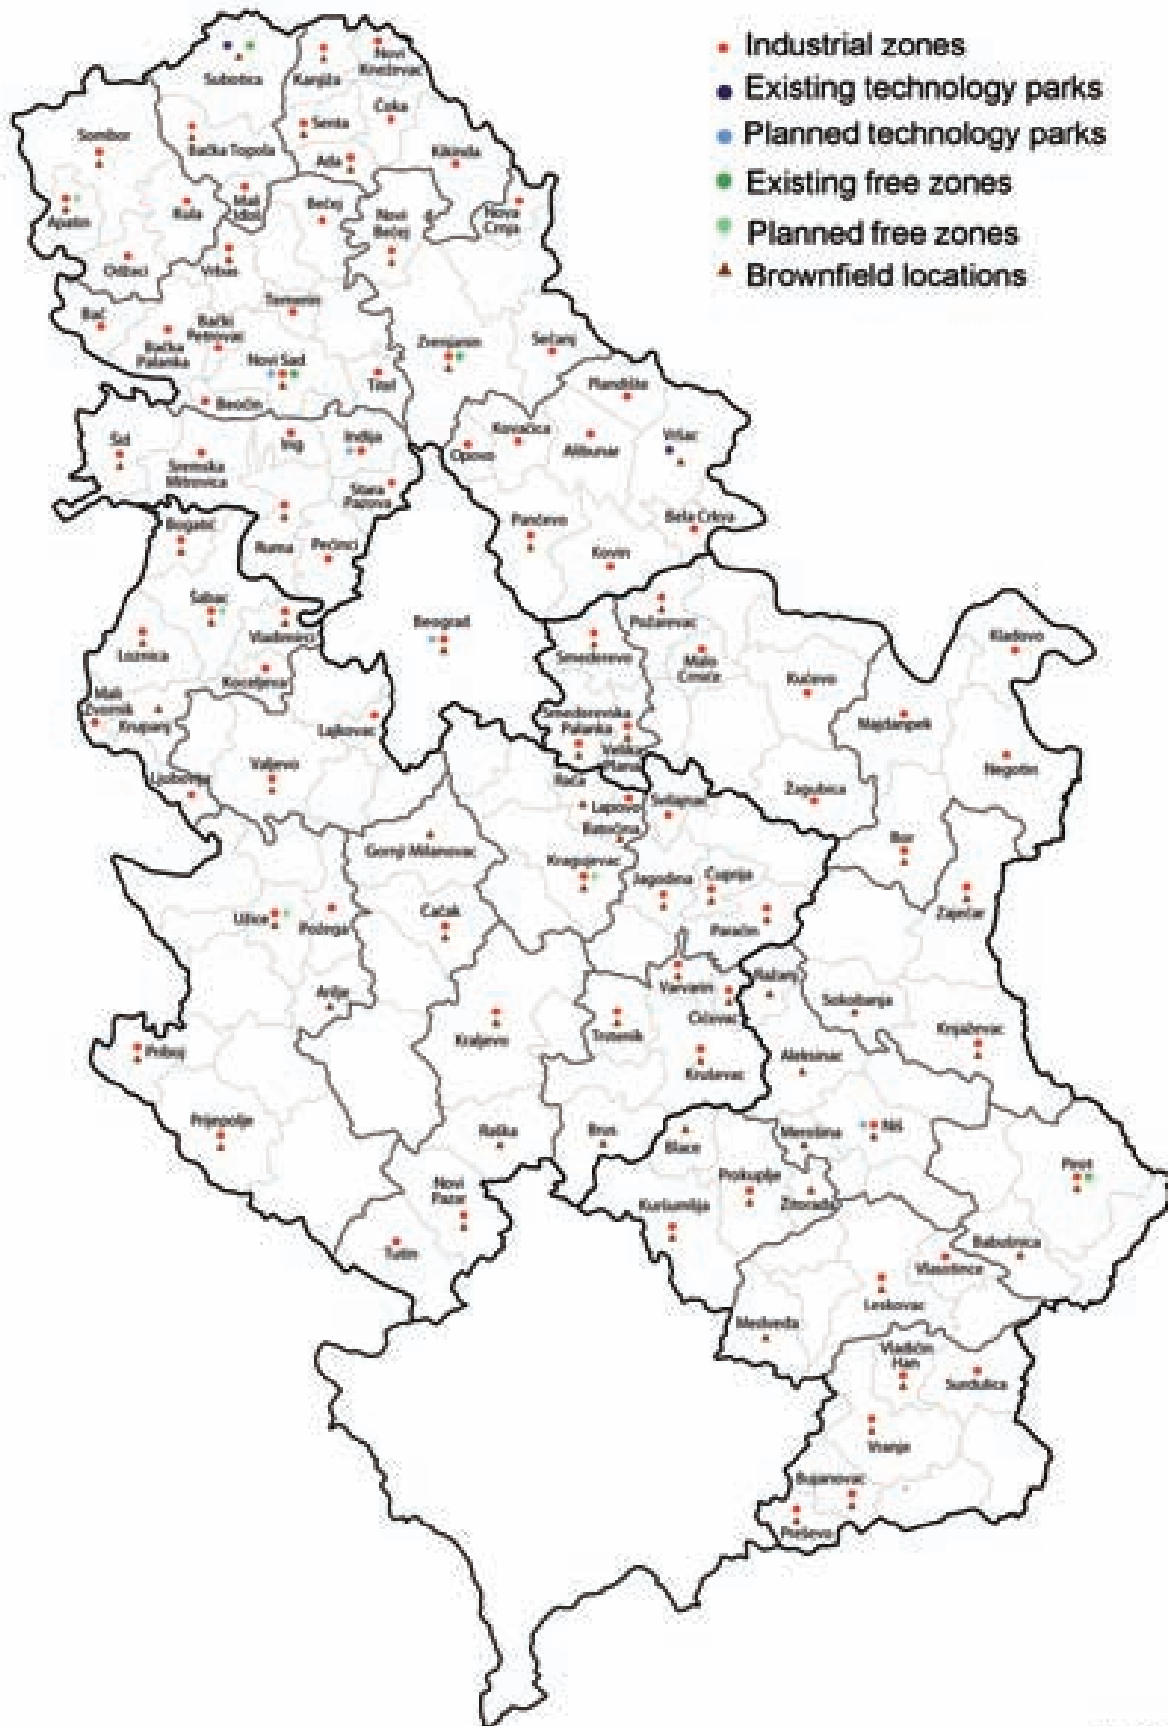 Industrial zones
Existing technology parks
Planned technology parks
Existing free zones
Planned free zones
Brownfield locations
Subotica
Kanjiža
Novi
Kneževac
Čoka
Senta
Sombor
Bačka Topola
Ada
Kikinda
Apatin
Kula
Mali
Iđoš
Bečej
Novi
Bečej
Nova
Crnja
Odžaci
Vrbas
Temerin
Bač
Bački
Petrovac
Bačka
Palanka
Novi Sad
Zrenjanin
Sečanj
Titel
Beočin
Plandište
Šid
Sremska
Mitrovica
Irig
Inđija
Opovo
Kovačica
Alibunar
Vršac
Stara
Pazova
Bogatić
Ruma
Pećinci
Pančevo
Bela Crkva
Kovin
Šabac
Vladimirci
Beograd
Požarevac
Kladovo
Loznica
Smederevo
Malo
Crniće
Koceljeva
Kučevo
Mali
Zvornik
Krupanj
Lajkovac
Smederevska
Palanka
Velika
Plana
Majdanpek
Ljubovija
Valjevo
Negotin
Rača
Lapovo
Svilajnac
Žagubica
Batočina
Gornji Milanovac
Bor
Kragujevac
Jagodina
Ćuprija
Užice
Požega
Čačak
Paraćin
Zaječar
Varvarin
Ražanj
Arilje
Sokobanja
Kraljevo
Trstenik
Ćićevac
Knjaževac
Priboj
Aleksinac
Kruševac
Prijepolje
Raška
Brus
Blace
Merošina
Niš
Novi
Pazar
Prokuplje
Pirot
Kuršumlija
Žitorađa
Tutin
Babušnica
Vlasotince
Leskovac
Medveđa
Vladičin
Han
Surdulica
Vranje
Bujanovac
Preševo